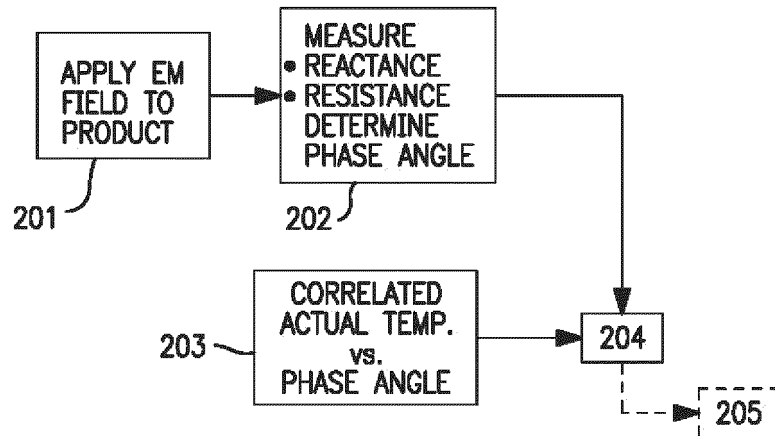 APPLY EM
FIELD TO
PRODUCT
201
MEASURE
• REACTANCE
• RESISTANCE
DETERMINE
PHASE ANGLE
202
CORRELATED
ACTUAL TEMP.
vs.
PHASE ANGLE
203
204
205